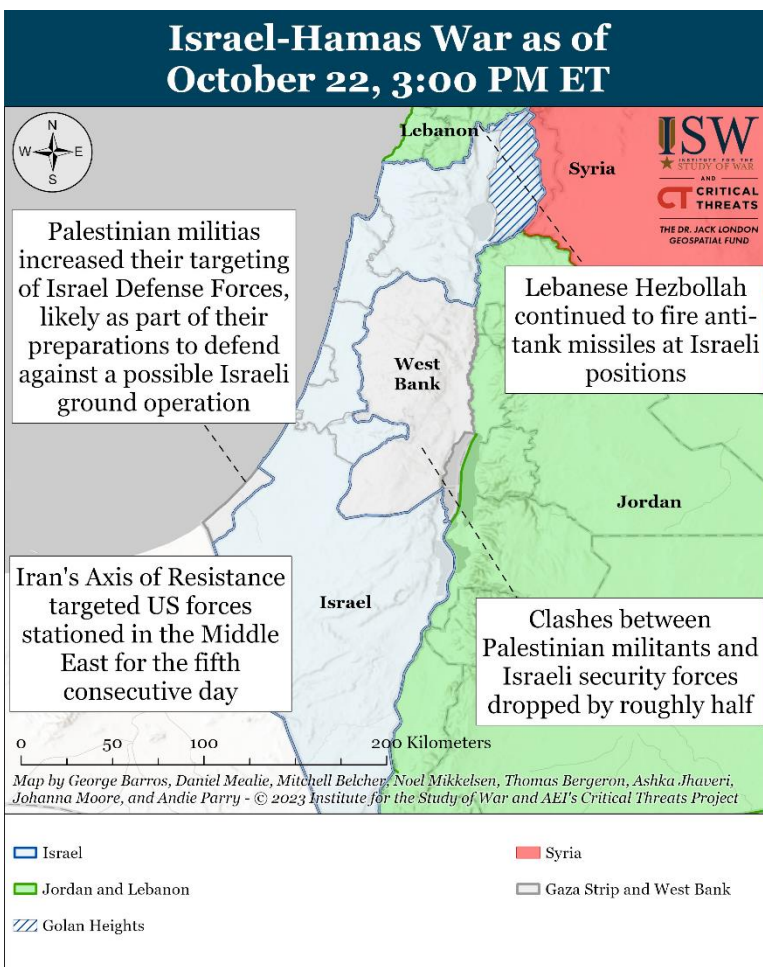 Israel-Hamas War as of
October 22, 3:00 PM ET
N
W
E
S
Lebanon
Syria
ISW
INSTITUTE FOR THE
STUDY OF WAR
AND
CT CRITICAL
THREATS
THE DR. JACK LONDON
GEOSPATIAL FUND
Palestinian militias
increased their targeting
of Israel Defense Forces,
likely as part of their
preparations to defend
against a possible Israeli
ground operation
Lebanese Hezbollah
continued to fire anti-
tank missiles at Israeli
positions
West
Bank
Jordan
Iran's Axis of Resistance
targeted US forces
stationed in the Middle
East for the fifth
consecutive day
Israel
Clashes between
Palestinian militants and
Israeli security forces
dropped by roughly half
0 50 100 200 Kilometers
Map by George Barros, Daniel Mealie, Mitchell Belcher, Noel Mikkelsen, Thomas Bergeron, Ashka Jhaveri,
Johanna Moore, and Andie Parry - © 2023 Institute for the Study of War and AEI's Critical Threats Project
Israel
Syria
Jordan and Lebanon
Gaza Strip and West Bank
Golan Heights